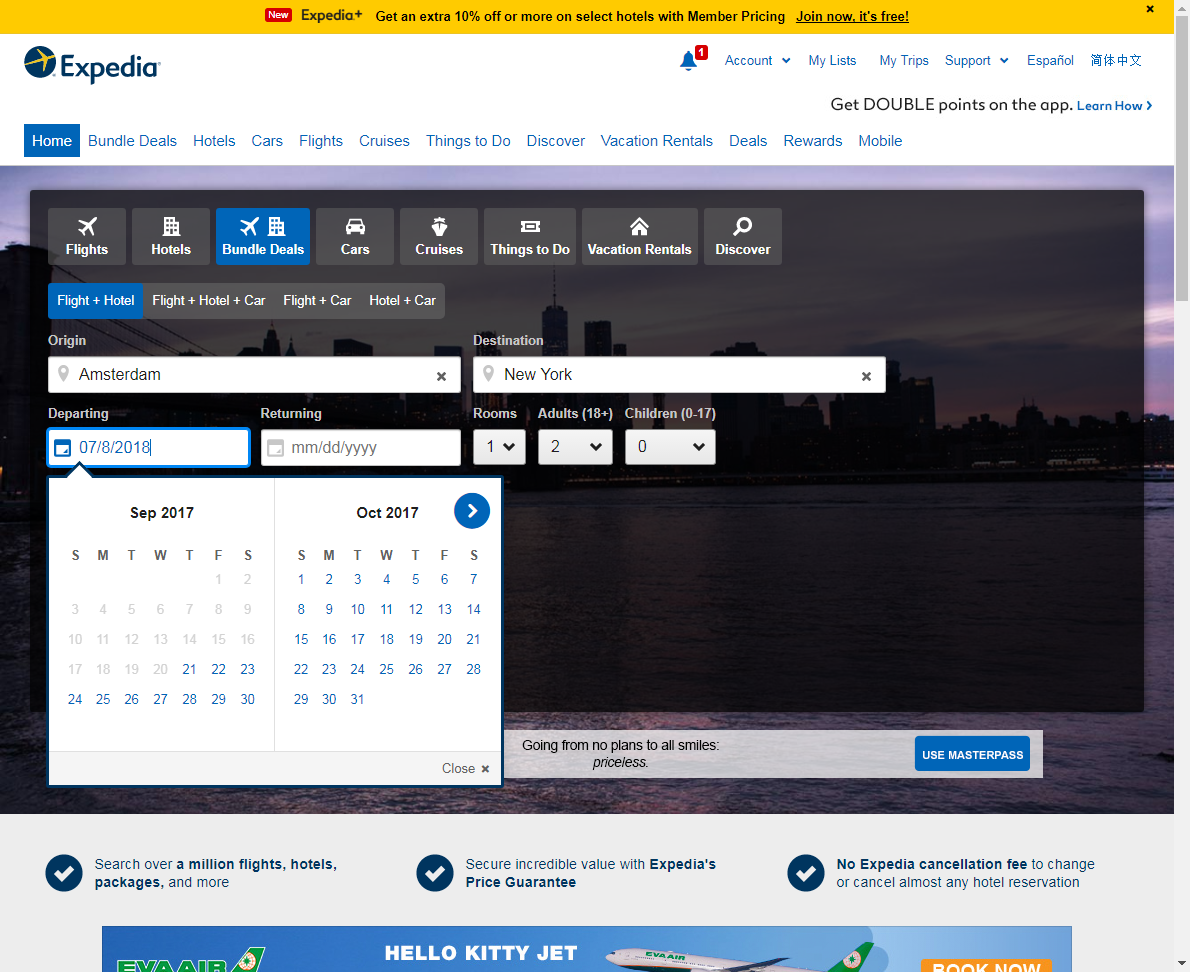 New Expedia+ Get an extra 10% off or more on select hotels with Member Pricing Join now, it's free!
Expedia
1 Account My Lists My Trips Support Español 简体中文
Get DOUBLE points on the app. Learn How
Home Bundle Deals Hotels Cars Flights Cruises Things to Do Discover Vacation Rentals Deals Rewards Mobile
Flights Hotels Bundle Deals Cars Cruises Things to Do Vacation Rentals Discover
Flight + Hotel Flight + Hotel + Car Flight + Car Hotel + Car
Origin Destination
Amsterdam New York
Departing Returning Rooms Adults (18+) Children (0-17)
07/8/2018 mm/dd/yyyy 1 2 0
Sep 2017 Oct 2017
S M T W T F S S M T W T F S
1 2 1 2 3 4 5 6 7
3 4 5 6 7 8 9 8 9 10 11 12 13 14
10 11 12 13 14 15 16 15 16 17 18 19 20 21
17 18 19 20 21 22 23 22 23 24 25 26 27 28
24 25 26 27 28 29 30 29 30 31
Close
Going from no plans to all smiles:
priceless.
USE MASTERPASS
Search over a million flights, hotels,
packages, and more
Secure incredible value with Expedia's
Price Guarantee
No Expedia cancellation fee to change
or cancel almost any hotel reservation
EVA AIR
HELLO KITTY JET
EVA AIR
BOOK NOW